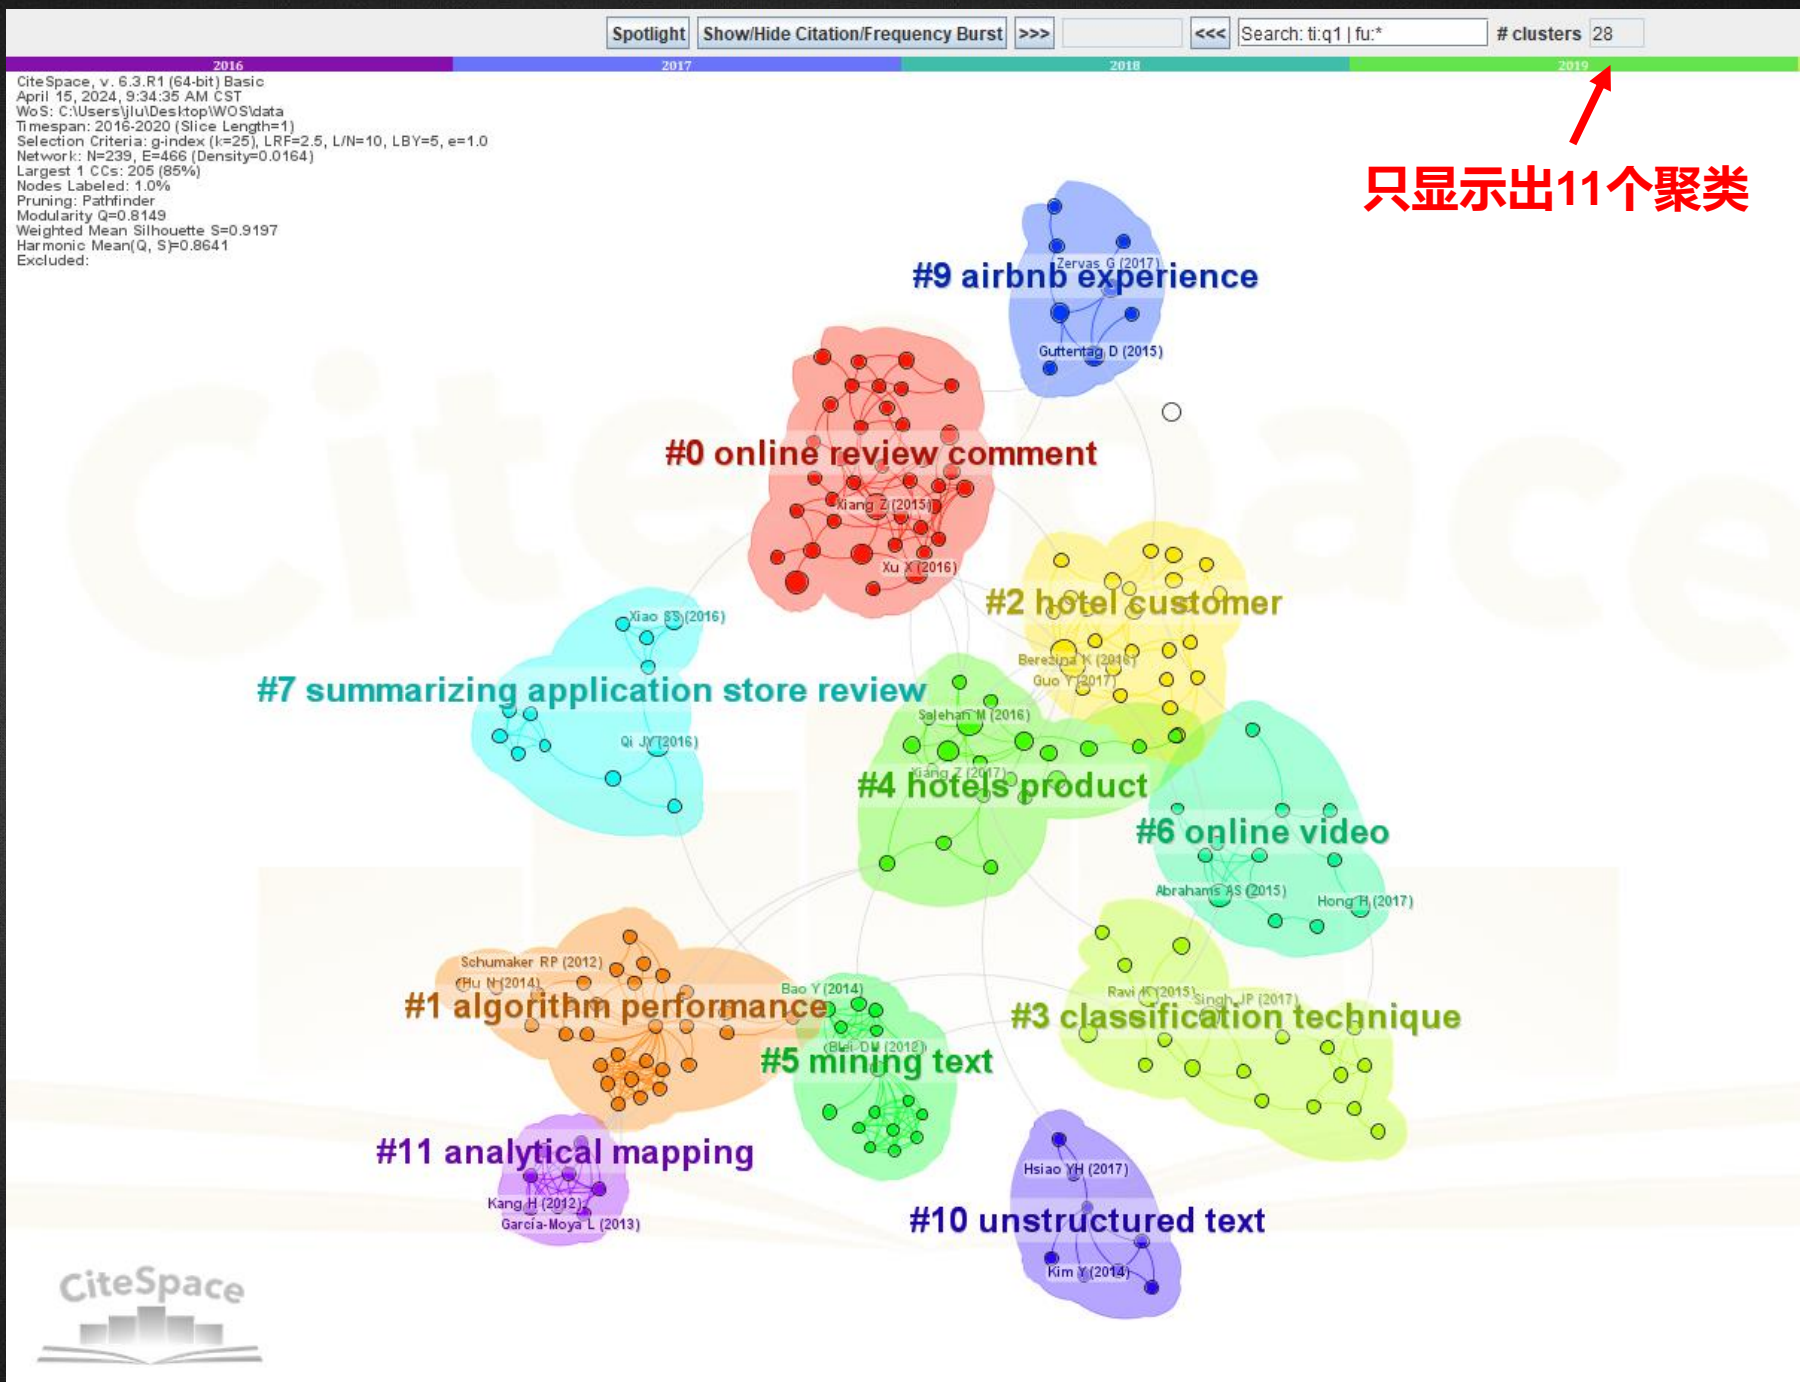 Spotlight Show/Hide Citation/Frequency Burst >>> <<< Search: ti:q1 | fu:* # clusters 28
2016 2017 2018 2019
CiteSpace, v. 6.3.R1 (64-bit) Basic
April 15, 2024, 9:34:35 AM CST
WoS: C:\Users\jlu\Desktop\WOS\data
Timespan: 2016-2020 (Slice Length=1)
Selection Criteria: g-index (k=25), LRF=2.5, L/N=10, LBY=5, e=1.0
Network: N=239, E=466 (Density=0.0164)
Largest 1 CCs: 205 (85%)
Nodes Labeled: 1.0%
Pruning: Pathfinder
Modularity Q=0.8149
Weighted Mean Silhouette S=0.9197
Harmonic Mean(Q, S)=0.8641
Excluded:
只显示出11个聚类
Zervas G (2017)
#9 airbnb experience
Guttentag D (2015)
#0 online review comment
Xiang Z (2015)
Xu X (2016)
#2 hotel customer
Berezina K (2016)
Guo Y (2017)
Xiao SS (2016)
#7 summarizing application store review
Qi JY (2016)
Salehan M (2016)
Xiang Z (2017)
#4 hotels product
#6 online video
Abrahams AS (2015)
Hong H (2017)
Schumaker RP (2012)
Hu N (2014)
#1 algorithm performance
Bao Y (2014)
Blei DM (2012)
#5 mining text
Ravi K (2015)
Singh JP (2017)
#3 classification technique
#11 analytical mapping
Kang H (2012)
García-Moya L (2013)
Hsiao YH (2017)
#10 unstructured text
Kim Y (2014)
CiteSpace
CiteSpace